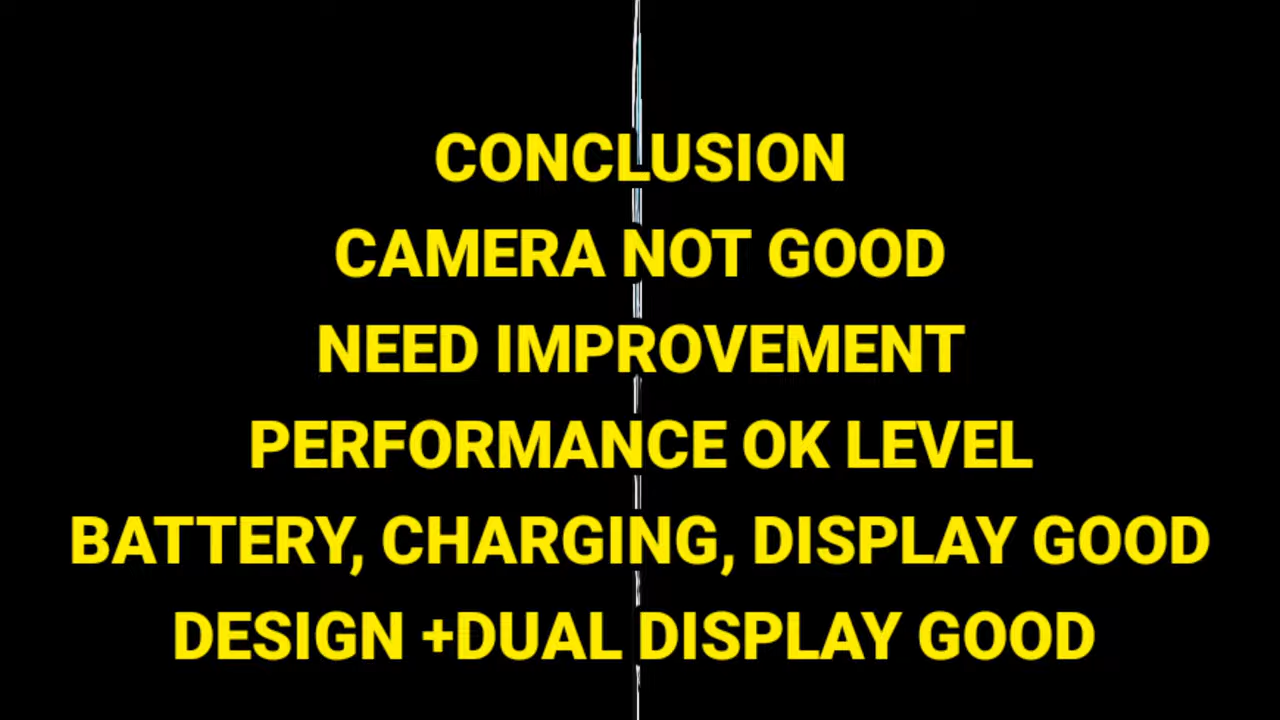 CONCLUSION
CAMERA NOT GOOD
NEED IMPROVEMENT
PERFORMANCE OK LEVEL
BATTERY, CHARGING, DISPLAY GOOD
DESIGN +DUAL DISPLAY GOOD